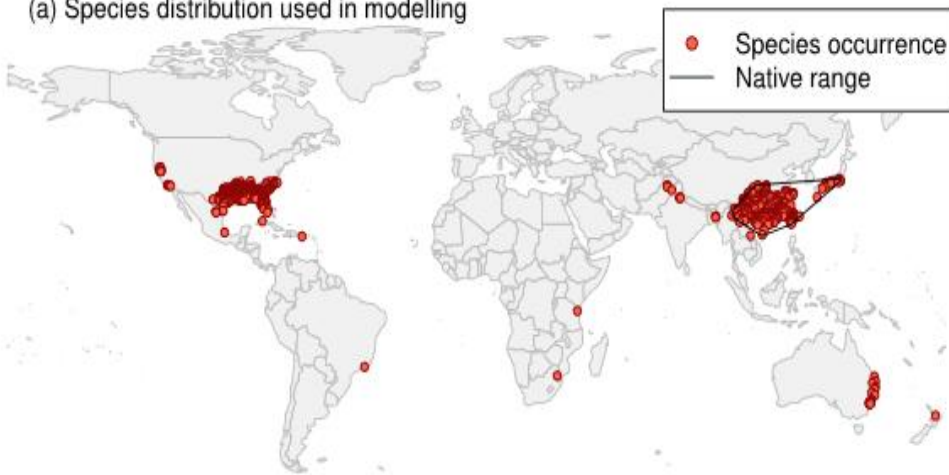 (a) Species distribution used in modelling
Species occurrence
Native range